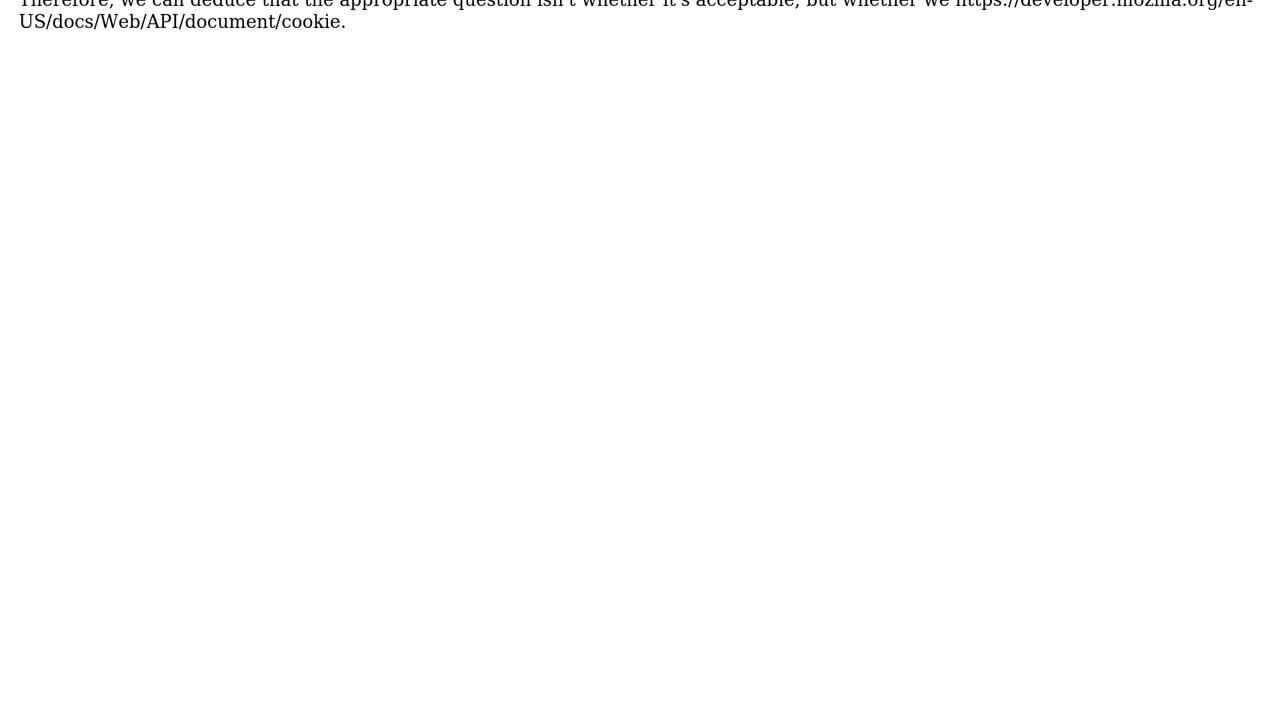 Therefore, we can deduce that the appropriate question isn't whether it's acceptable, but whether we https://developer.mozilla.org/en-
US/docs/Web/API/document/cookie.